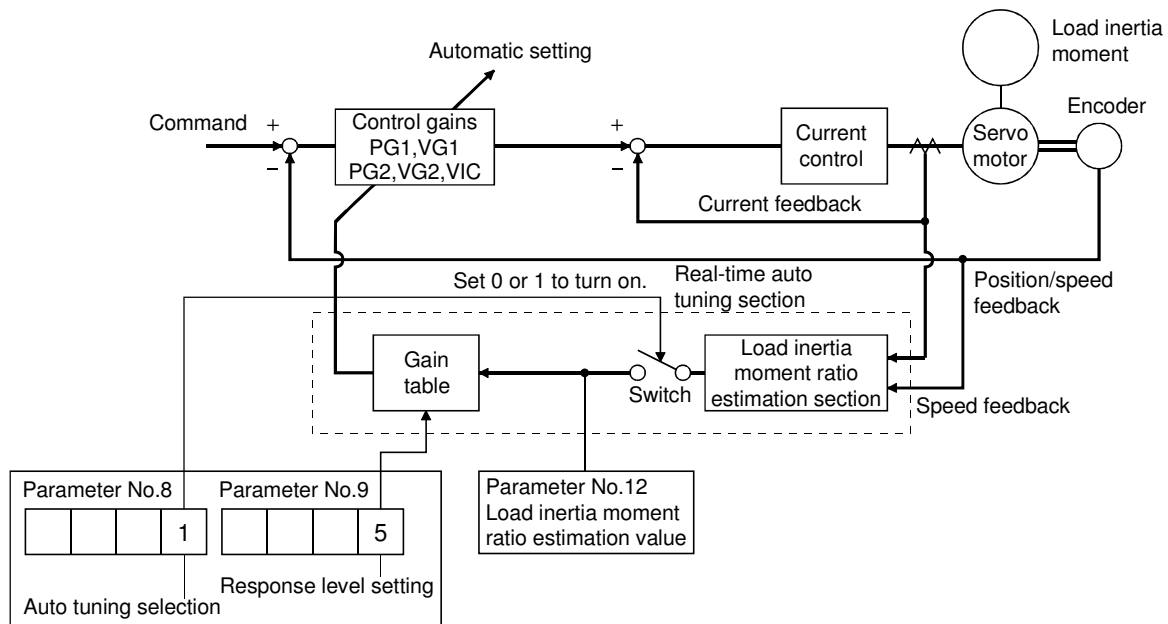 Load inertia
moment
Automatic setting
Encoder
Command
+
−
Control gains
PG1,VG1
PG2,VG2,VIC
+
−
Current
control
Servo
motor
Current feedback
Set 0 or 1 to turn on.
Real-time auto
tuning section
Position/speed
feedback
Gain
table
Switch
Load inertia
moment ratio
estimation section
Speed feedback
Parameter No.8
Parameter No.9
1
5
Auto tuning selection
Response level setting
Parameter No.12
Load inertia moment
ratio estimation value